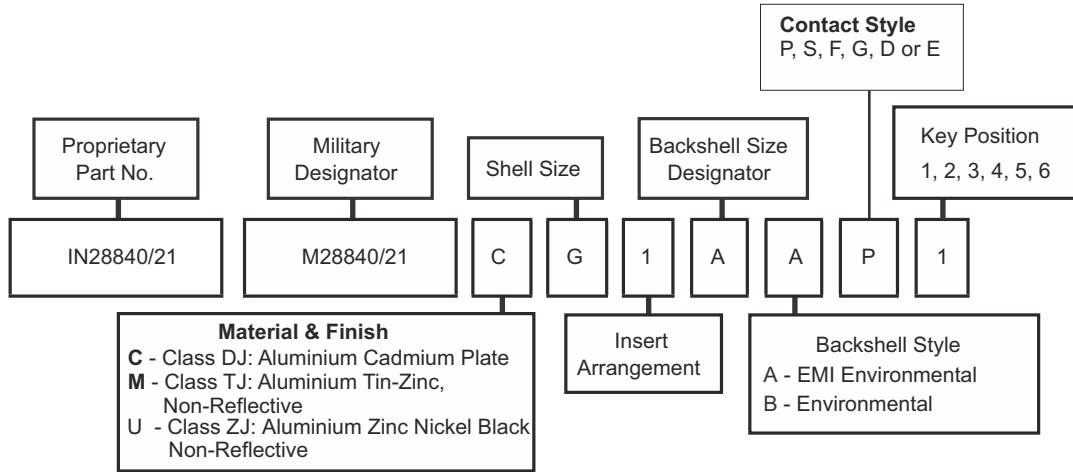 Contact Style
P, S, F, G, D or E
Proprietary
Part No.
Military
Designator
Shell Size
Backshell Size
Designator
Key Position
1, 2, 3, 4, 5, 6
IN28840/21
M28840/21
C
G
1
A
A
P
1
Material & Finish
C - Class DJ: Aluminium Cadmium Plate
M - Class TJ: Aluminium Tin-Zinc,
Non-Reflective
U - Class ZJ: Aluminium Zinc Nickel Black
Non-Reflective
Insert
Arrangement
Backshell Style
A - EMI Environmental
B - Environmental